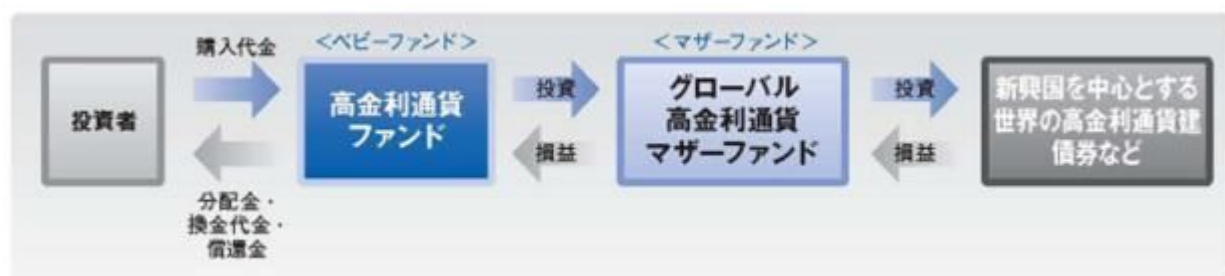 購入代金
<ベビーファンド>
<マザーファンド>
投資者
高金利通貨
ファンド
投資
損益
グローバル
高金利通貨
マザーファンド
投資
損益
新興国を中心とする
世界の高金利通貨建
債券など
分配金・
換金代金・
償還金